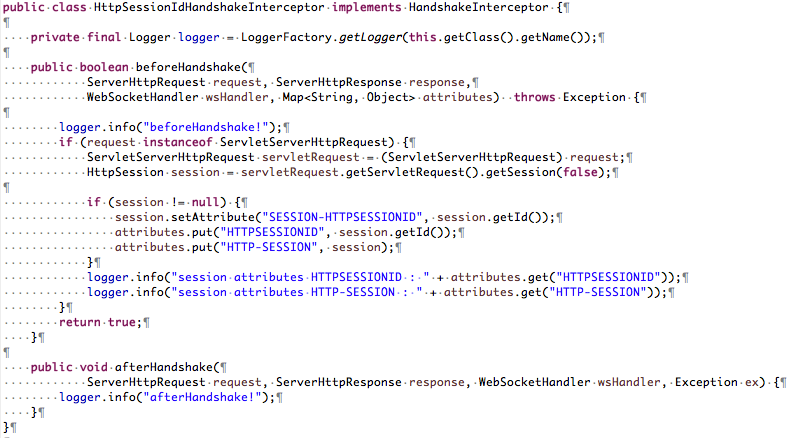 public class HttpSessionIdHandshakeInterceptor implements HandshakeInterceptor {
private final Logger logger = LoggerFactory.getLogger(this.getClass().getName());
public boolean beforeHandshake(
ServerHttpRequest request, ServerHttpResponse response,
WebSocketHandler wsHandler, Map<String, Object> attributes)  throws Exception {
logger.info("beforeHandshake!");
if (request instanceof ServletServerHttpRequest) {
ServletServerHttpRequest servletRequest = (ServletServerHttpRequest) request;
HttpSession session = servletRequest.getServletRequest().getSession(false);
if (session != null) {
session.setAttribute("SESSION-HTTPSESSIONID", session.getId());
attributes.put("HTTPSESSIONID", session.getId());
attributes.put("HTTP-SESSION", session);
}
logger.info("session attributes HTTPSESSIONID : " + attributes.get("HTTPSESSIONID"));
logger.info("session attributes HTTP-SESSION : " + attributes.get("HTTP-SESSION"));
}
return true;
}
public void afterHandshake(
ServerHttpRequest request, ServerHttpResponse response, WebSocketHandler wsHandler, Exception ex) {
logger.info("afterHandshake!");
}
}